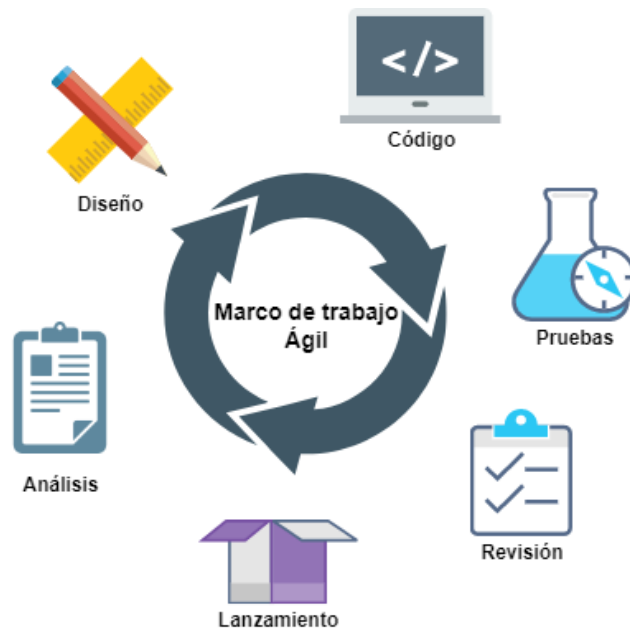 </>
Código
Diseño
Marco de trabajo
Ágil
Pruebas
Análisis
Revisión
Lanzamiento